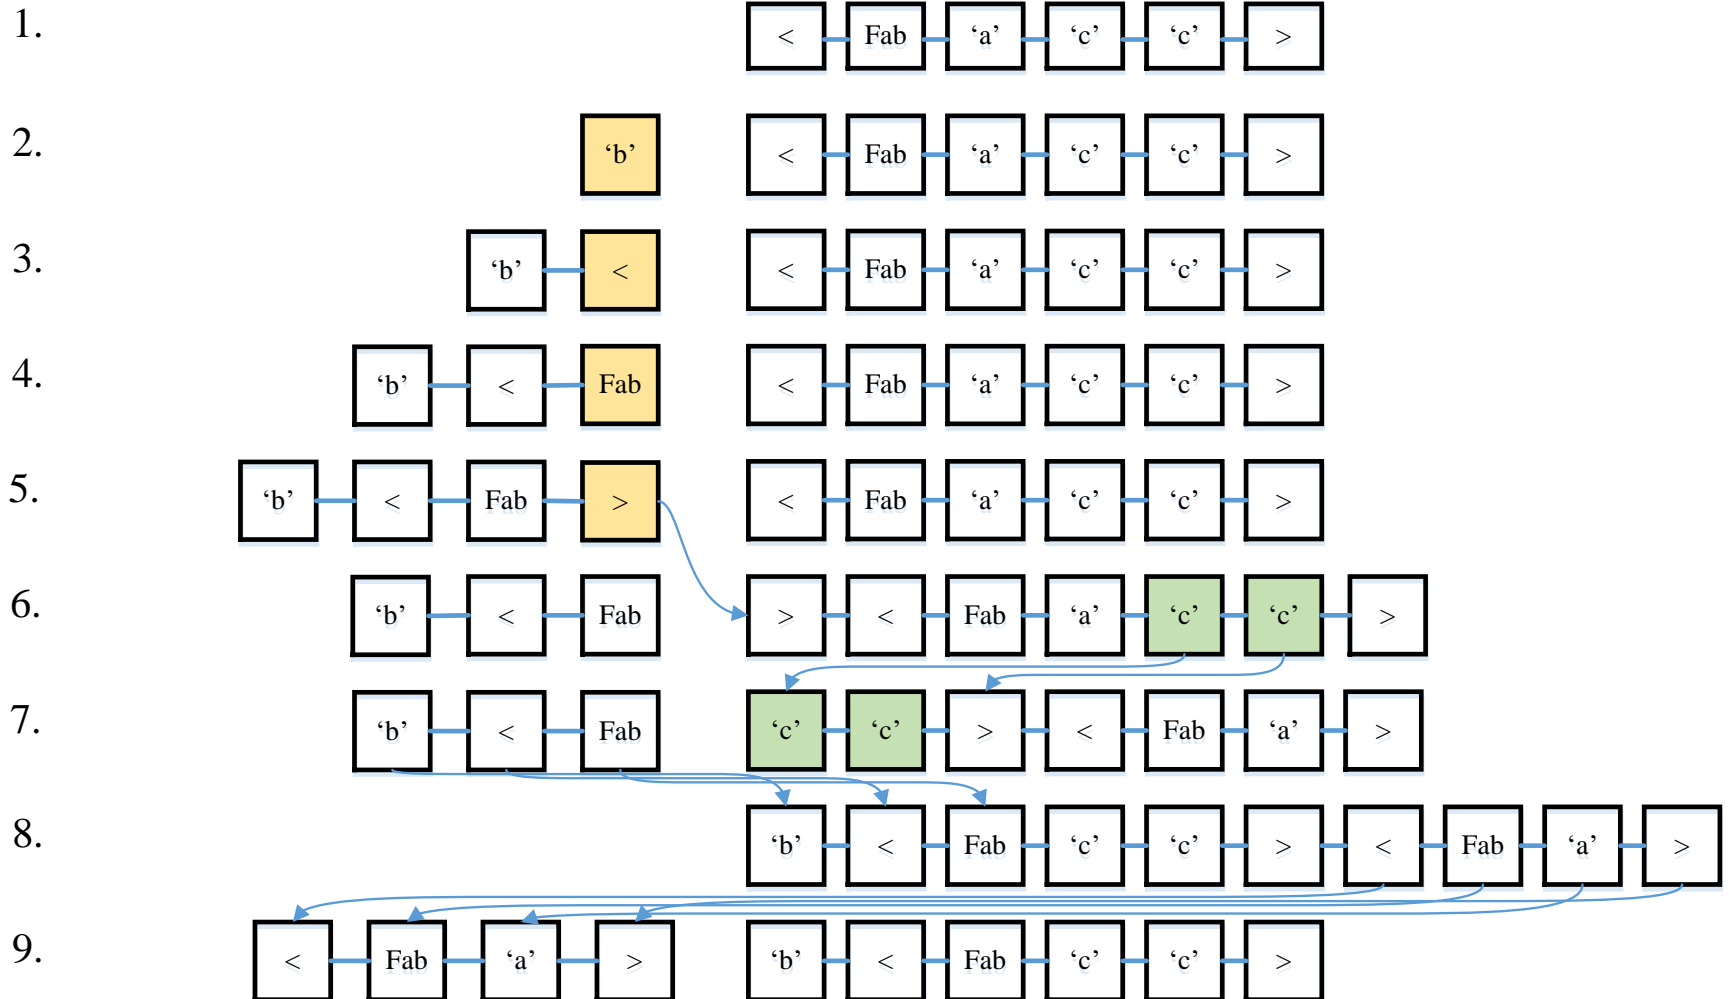 1. < Fab ‘a’ ‘c’ ‘c’ >
2. ‘b’ < Fab ‘a’ ‘c’ ‘c’ >
3. ‘b’ < < Fab ‘a’ ‘c’ ‘c’ >
4. ‘b’ < Fab < Fab ‘a’ ‘c’ ‘c’ >
5. ‘b’ < Fab > < Fab ‘a’ ‘c’ ‘c’ >
6. ‘b’ < Fab > < Fab ‘a’ ‘c’ ‘c’ >
7. ‘b’ < Fab ‘c’ ‘c’ > < Fab ‘a’ >
8. ‘b’ < Fab ‘c’ ‘c’ > < Fab ‘a’ >
9. < Fab ‘a’ > ‘b’ < Fab ‘c’ ‘c’ >